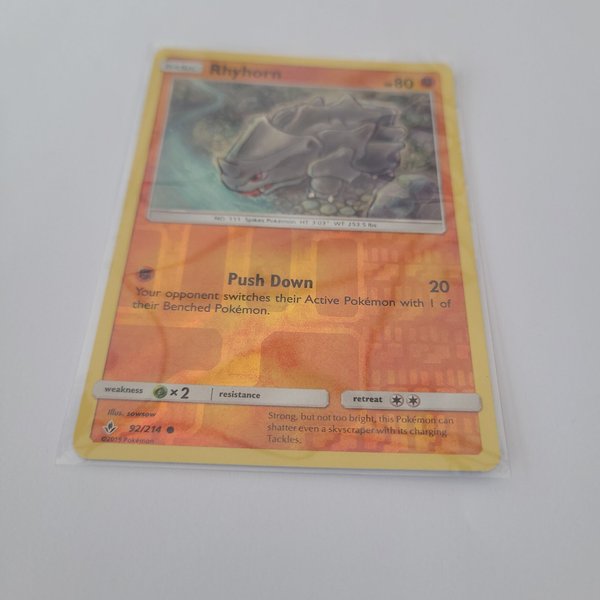 BASIC
Rhyhorn
HP 80
NO. 111 Spikes Pokémon HT: 3'03" WT: 253.5 lbs.
Push Down 20
Your opponent switches their Active Pokémon with 1 of
their Benched Pokémon.
weakness ×2 resistance retreat
Illus. sowsow
92/214
©2019 Pokémon
Strong, but not too bright, this Pokémon can
shatter even a skyscraper with its charging
Tackles.